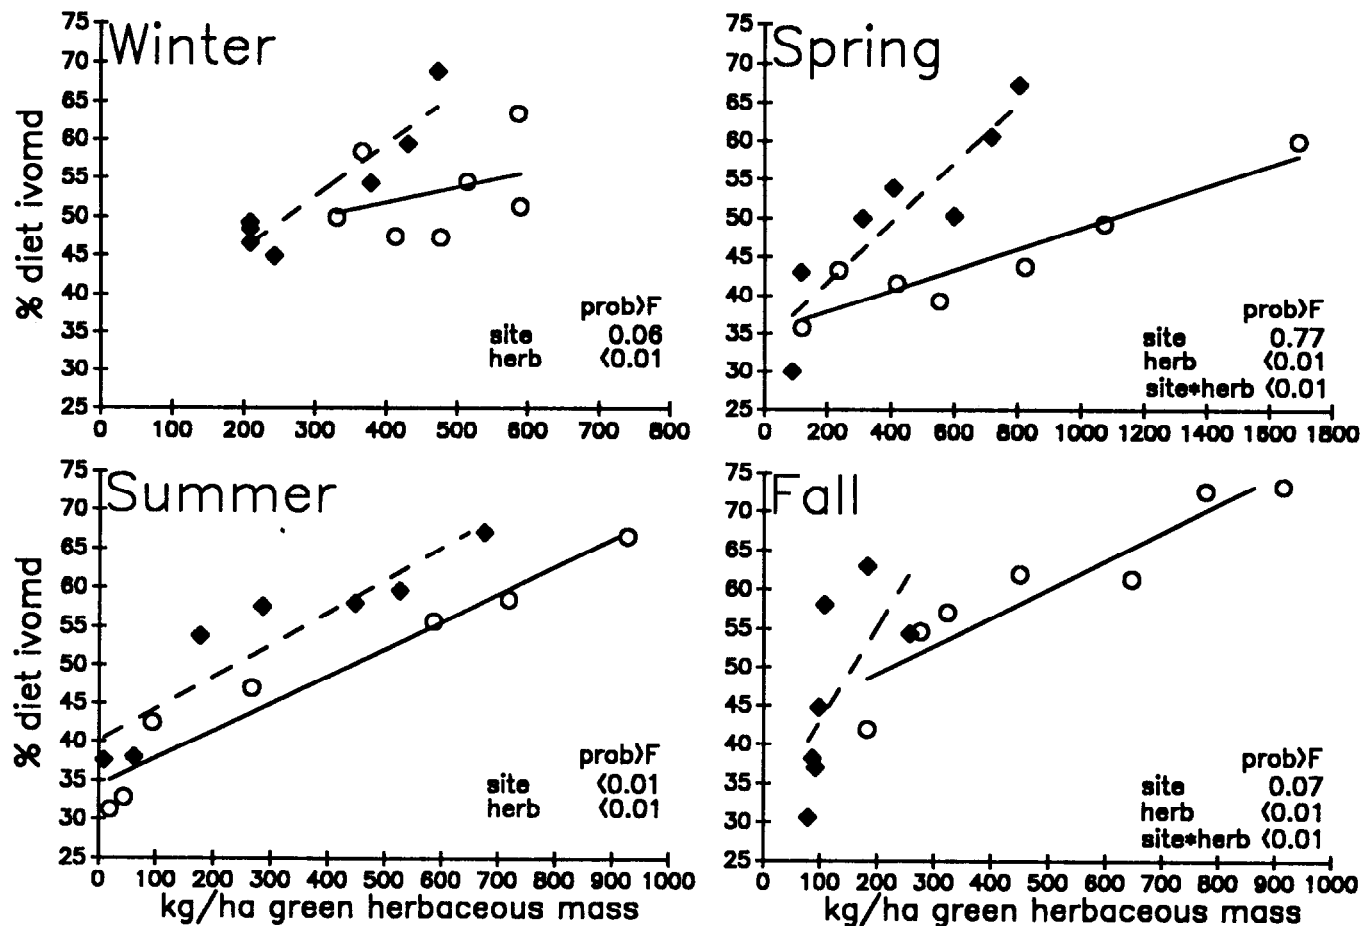 Winter
% diet ivomd
75
70
65
60
55
50
45
40
35
30
25
0 100 200 300 400 500 600 700 800
prob>F
site 0.06
herb <0.01
Spring
75
70
65
60
55
50
45
40
35
30
25
0 200 400 600 800 1000 1200 1400 1600 1800
prob>F
site 0.77
herb <0.01
site*herb <0.01
Summer
% diet ivomd
75
70
65
60
55
50
45
40
35
30
25
0 100 200 300 400 500 600 700 800 900 1000
kg/ha green herbaceous mass
prob>F
site <0.01
herb <0.01
Fall
75
70
65
60
55
50
45
40
35
30
25
0 100 200 300 400 500 600 700 800 900 1000
kg/ha green herbaceous mass
prob>F
site 0.07
herb <0.01
site*herb <0.01